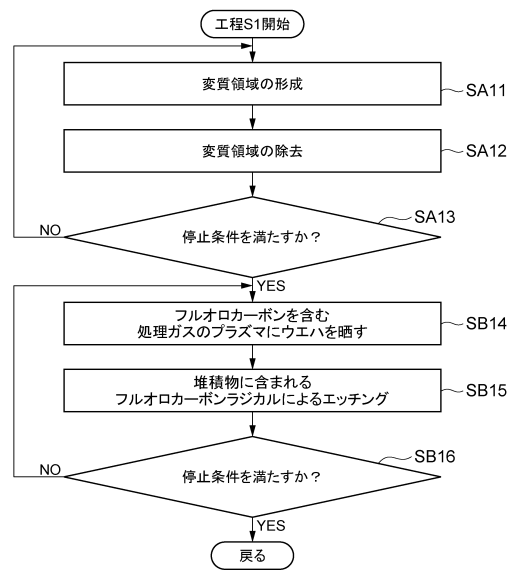 工程S1開始
変質領域の形成
SA11
変質領域の除去
SA12
SA13
停止条件を満たすか?
NO
YES
フルオロカーボンを含む
処理ガスのプラズマにウエハを晒す
SB14
堆積物に含まれる
フルオロカーボンラジカルによるエッチング
SB15
SB16
停止条件を満たすか?
NO
YES
戻る